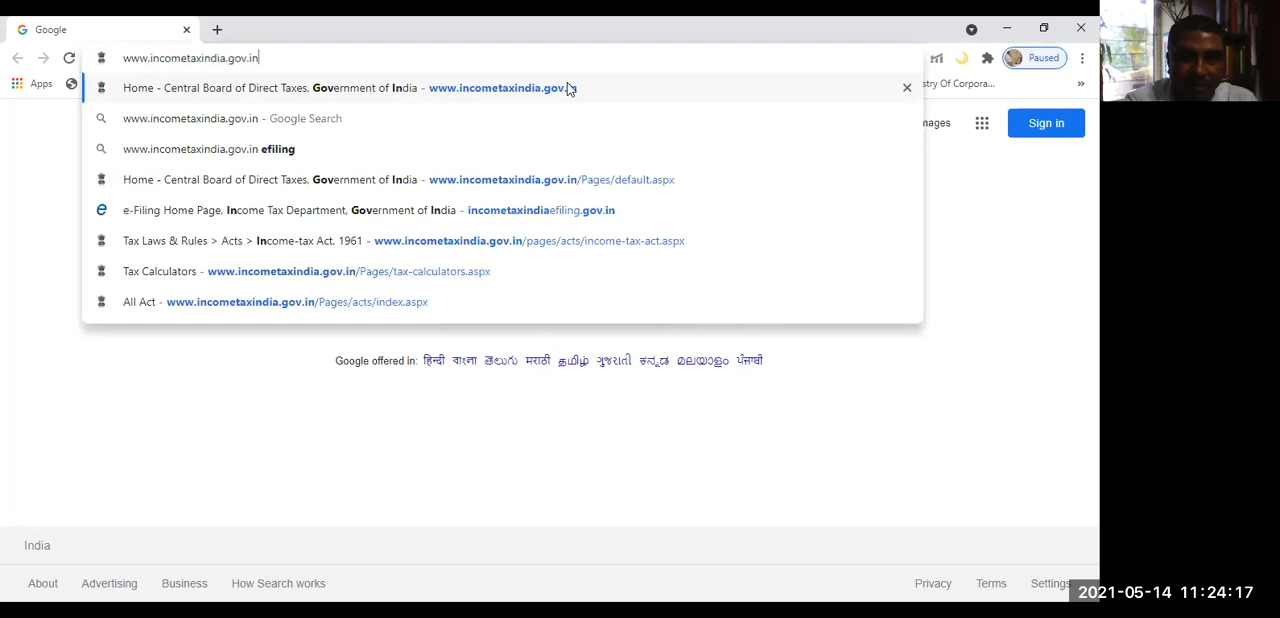 Google
www.incometaxindia.gov.in
Paused
Home - Central Board of Direct Taxes, Government of India - www.incometaxindia.gov.
Apps
stry Of Corpora...
www.incometaxindia.gov.in - Google Search
mages
Sign in
www.incometaxindia.gov.in efiling
Home - Central Board of Direct Taxes, Government of India - www.incometaxindia.gov.in/Pages/default.aspx
e-Filing Home Page, Income Tax Department, Government of India - incometaxindiaefiling.gov.in
Tax Laws & Rules > Acts > Income-tax Act, 1961 - www.incometaxindia.gov.in/pages/acts/income-tax-act.aspx
Tax Calculators - www.incometaxindia.gov.in/Pages/tax-calculators.aspx
All Act - www.incometaxindia.gov.in/Pages/acts/index.aspx
Google offered in: हिन्दी বাংলা తెలుగు मराठी தமிழ் ગુજરાતી ಕನ್ನಡ മലയാളം ਪੰਜਾਬੀ
India
About Advertising Business How Search works Privacy Terms Settings
2021-05-14 11:24:17